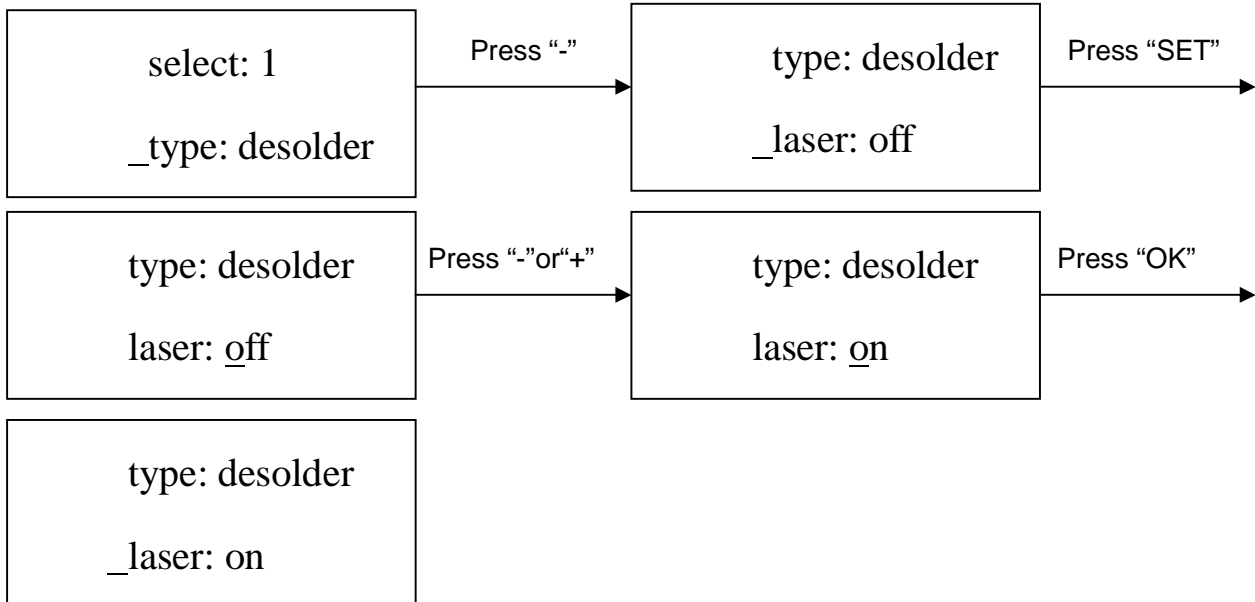 select: 1
_type: desolder
Press “-”
type: desolder
_laser: off
Press “SET”
type: desolder
laser: off
Press “-”or“+”
type: desolder
laser: on
Press “OK”
type: desolder
_laser: on